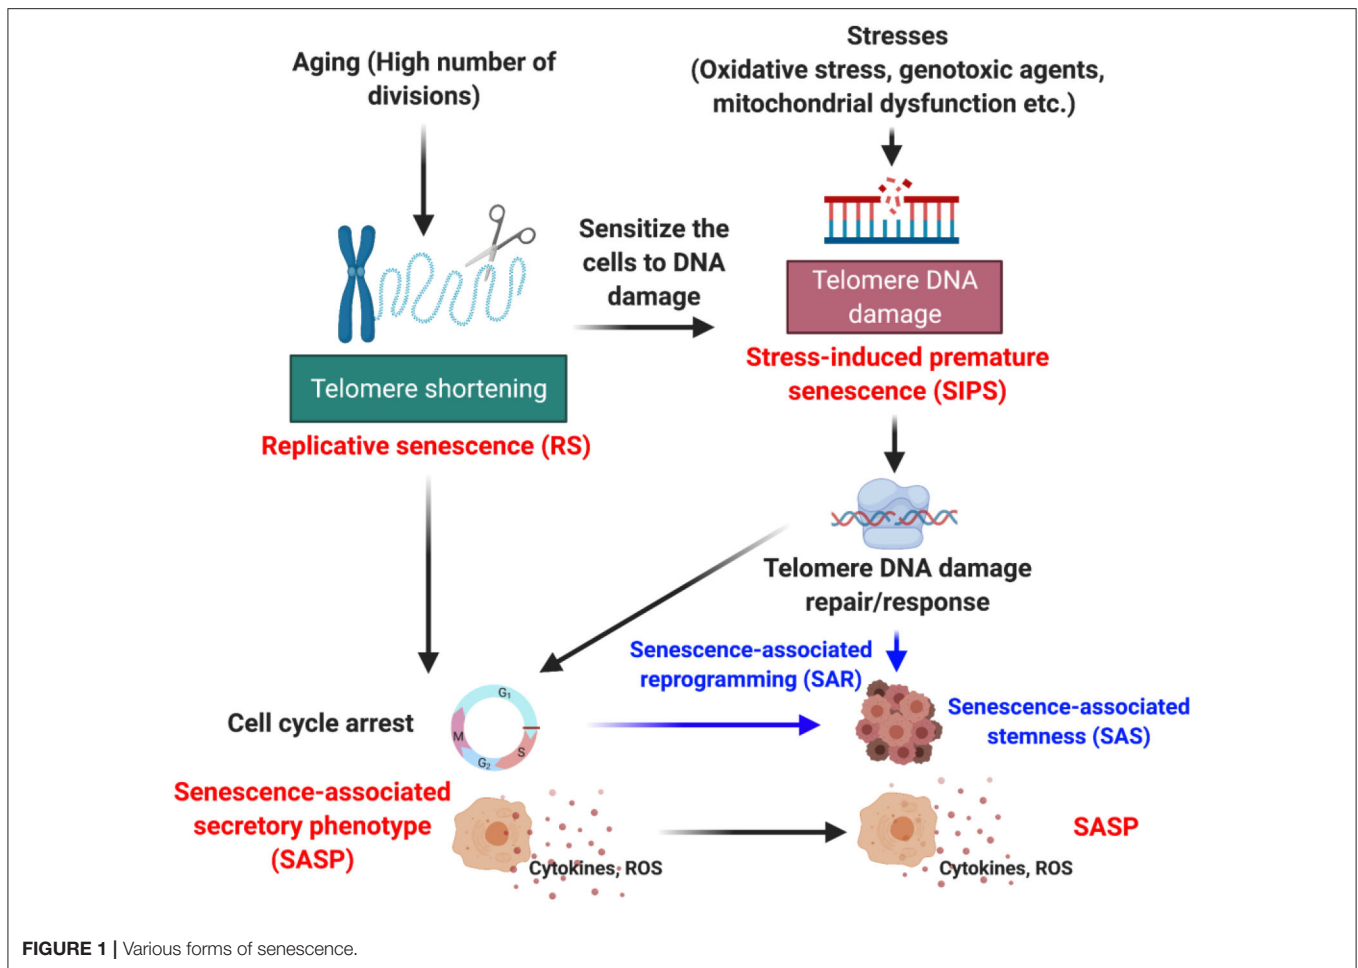 Aging (High number of
divisions)
Stresses
(Oxidative stress, genotoxic agents,
mitochondrial dysfunction etc.)
Sensitize the
cells to DNA
damage
Telomere DNA
damage
Stress-induced premature
senescence (SIPS)
Telomere shortening
Replicative senescence (RS)
Telomere DNA damage
repair/response
Senescence-associated
reprogramming (SAR)
Cell cycle arrest
G1
S
G2
M
Senescence-associated
stemness (SAS)
Senescence-associated
secretory phenotype
(SASP)
Cytokines, ROS
SASP
Cytokines, ROS
FIGURE 1 | Various forms of senescence.